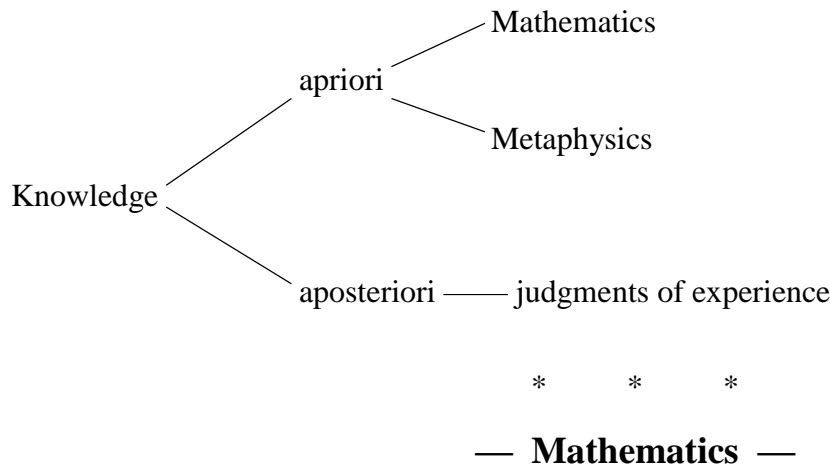 Mathematics
apriori
Metaphysics
Knowledge
aposteriori judgments of experience
* * *
— Mathematics —